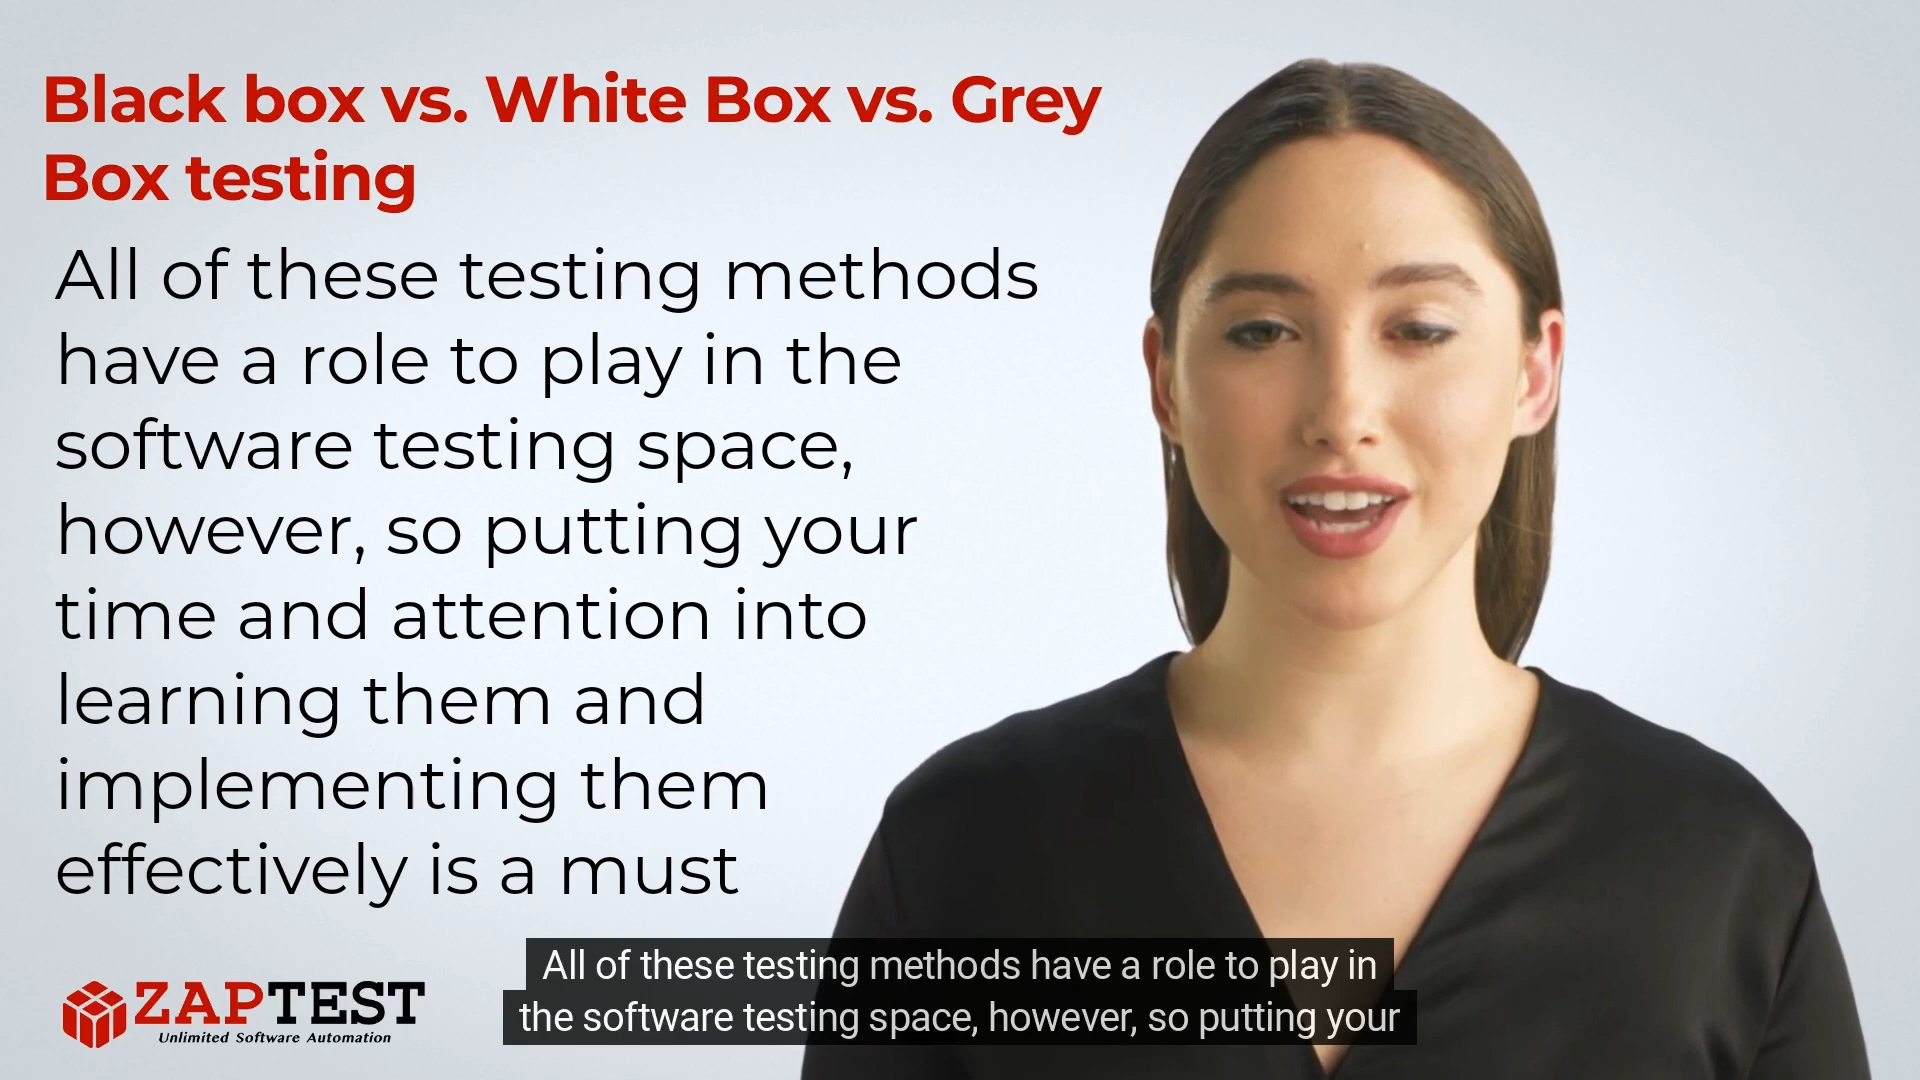 Black box vs. White Box vs. Grey
Box testing
All of these testing methods
have a role to play in the
software testing space,
however, so putting your
time and attention into
learning them and
implementing them
effectively is a must
ZAPTEST
Unlimited Software Automation
All of these testing methods have a role to play in
the software testing space, however, so putting your